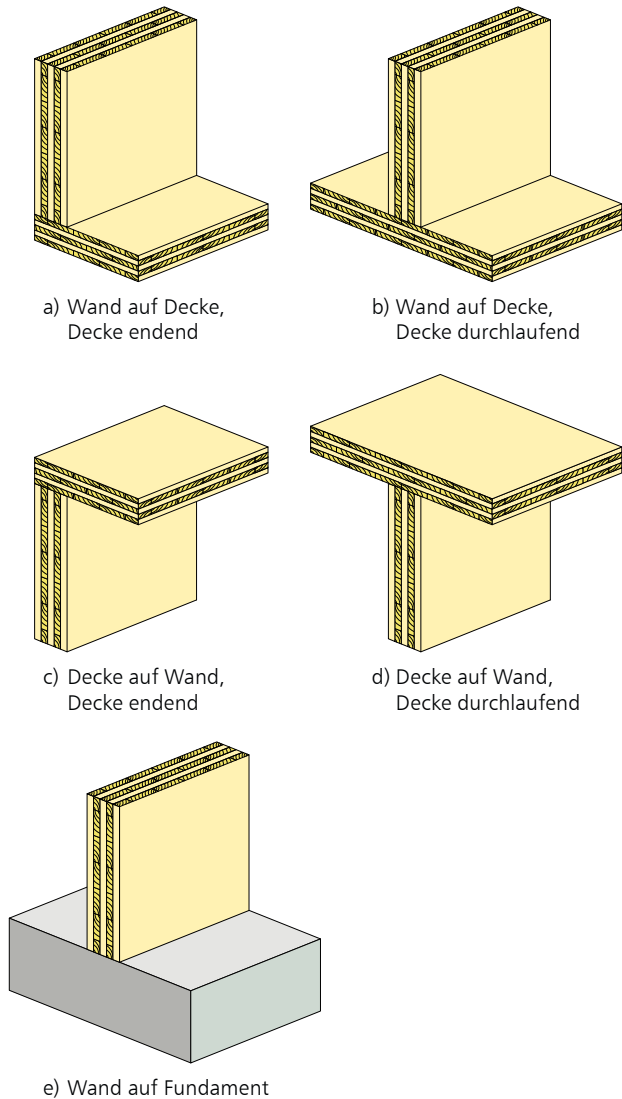 a) Wand auf Decke,
Decke endend
b) Wand auf Decke,
Decke durchlaufend
c) Decke auf Wand,
Decke endend
d) Decke auf Wand,
Decke durchlaufend
e) Wand auf Fundament